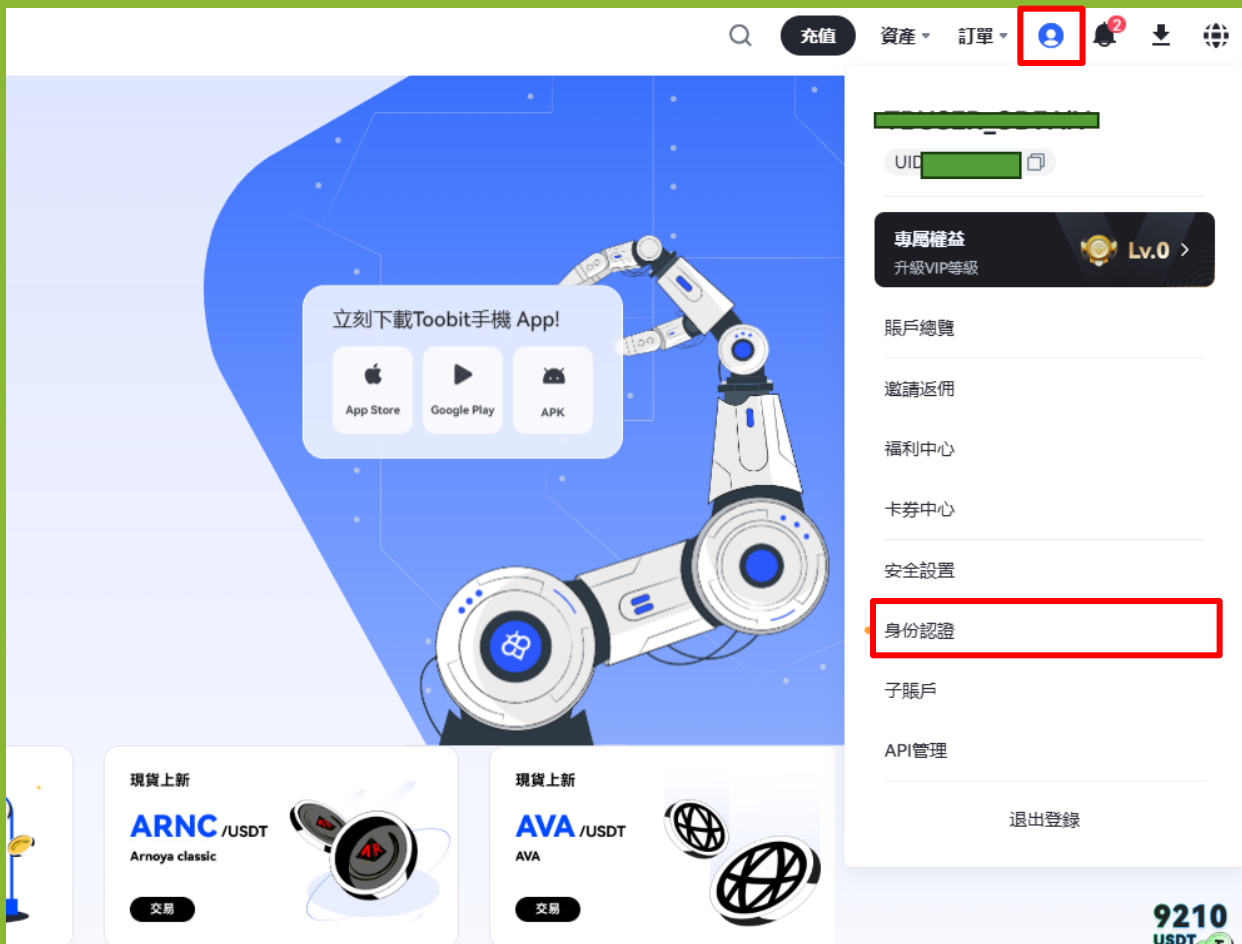 充值
資產
訂單
2
UID
專屬權益
升級VIP等級
Lv.0
賬戶總覽
邀請返佣
福利中心
卡券中心
安全設置
身份認證
子賬戶
API管理
退出登錄
立刻下載Toobit手機 App!
App Store
Google Play
APK
現貨上新
ARNC /USDT
Arnoya classic
交易
現貨上新
AVA /USDT
AVA
交易
9210
USDT